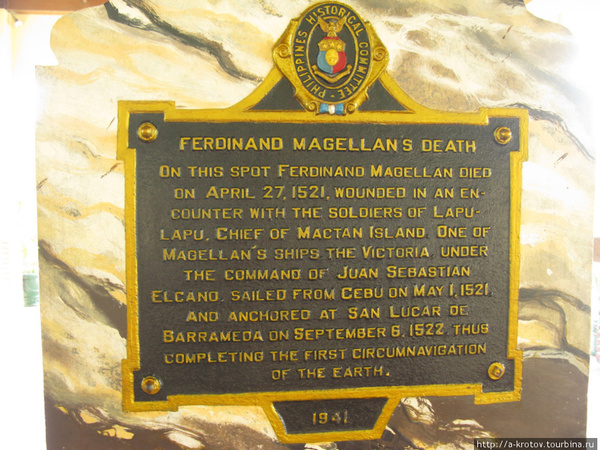 PHILIPPINES HISTORICAL COMMITTEE
FERDINAND MAGELLAN'S DEATH
ON THIS SPOT FERDINAND MAGELLAN DIED
ON APRIL 27, 1521, WOUNDED IN AN EN-
COUNTER WITH THE SOLDIERS OF LAPU-
LAPU, CHIEF OF MACTAN ISLAND. ONE OF
MAGELLAN'S SHIPS THE VICTORIA, UNDER
THE COMMAND OF JUAN SEBASTIAN
ELCANO, SAILED FROM CEBU ON MAY 1, 1521,
AND ANCHORED AT SAN LUCAR DE
BARRAMEDA ON SEPTEMBER 6, 1522, THUS
COMPLETING THE FIRST CIRCUMNAVIGATION
OF THE EARTH.
1941
http://a-krotov.tourbina.ru/